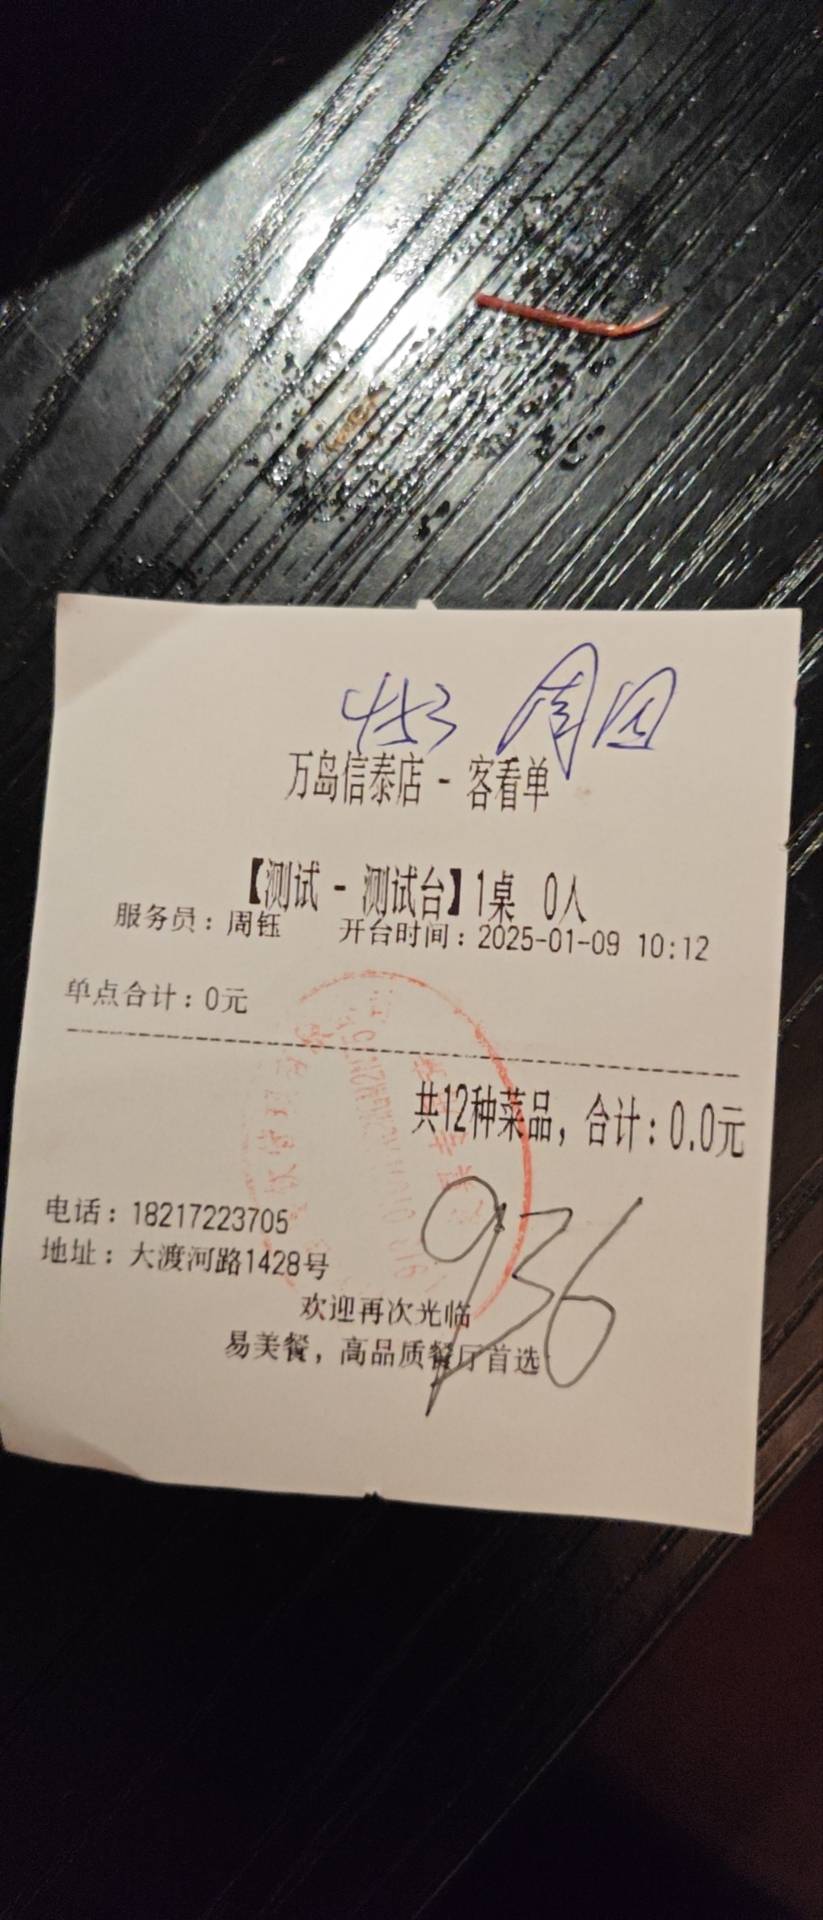 周囚
万岛信泰店 - 客看单
【测试 - 测试台】1桌 0人
服务员：周钰 开台时间：2025-01-09 10:12
单点合计：0元
共12种菜品，合计：0.0元
936
电话：18217223705
地址：大渡河路1428号
欢迎再次光临
易美餐，高品质餐厅首选